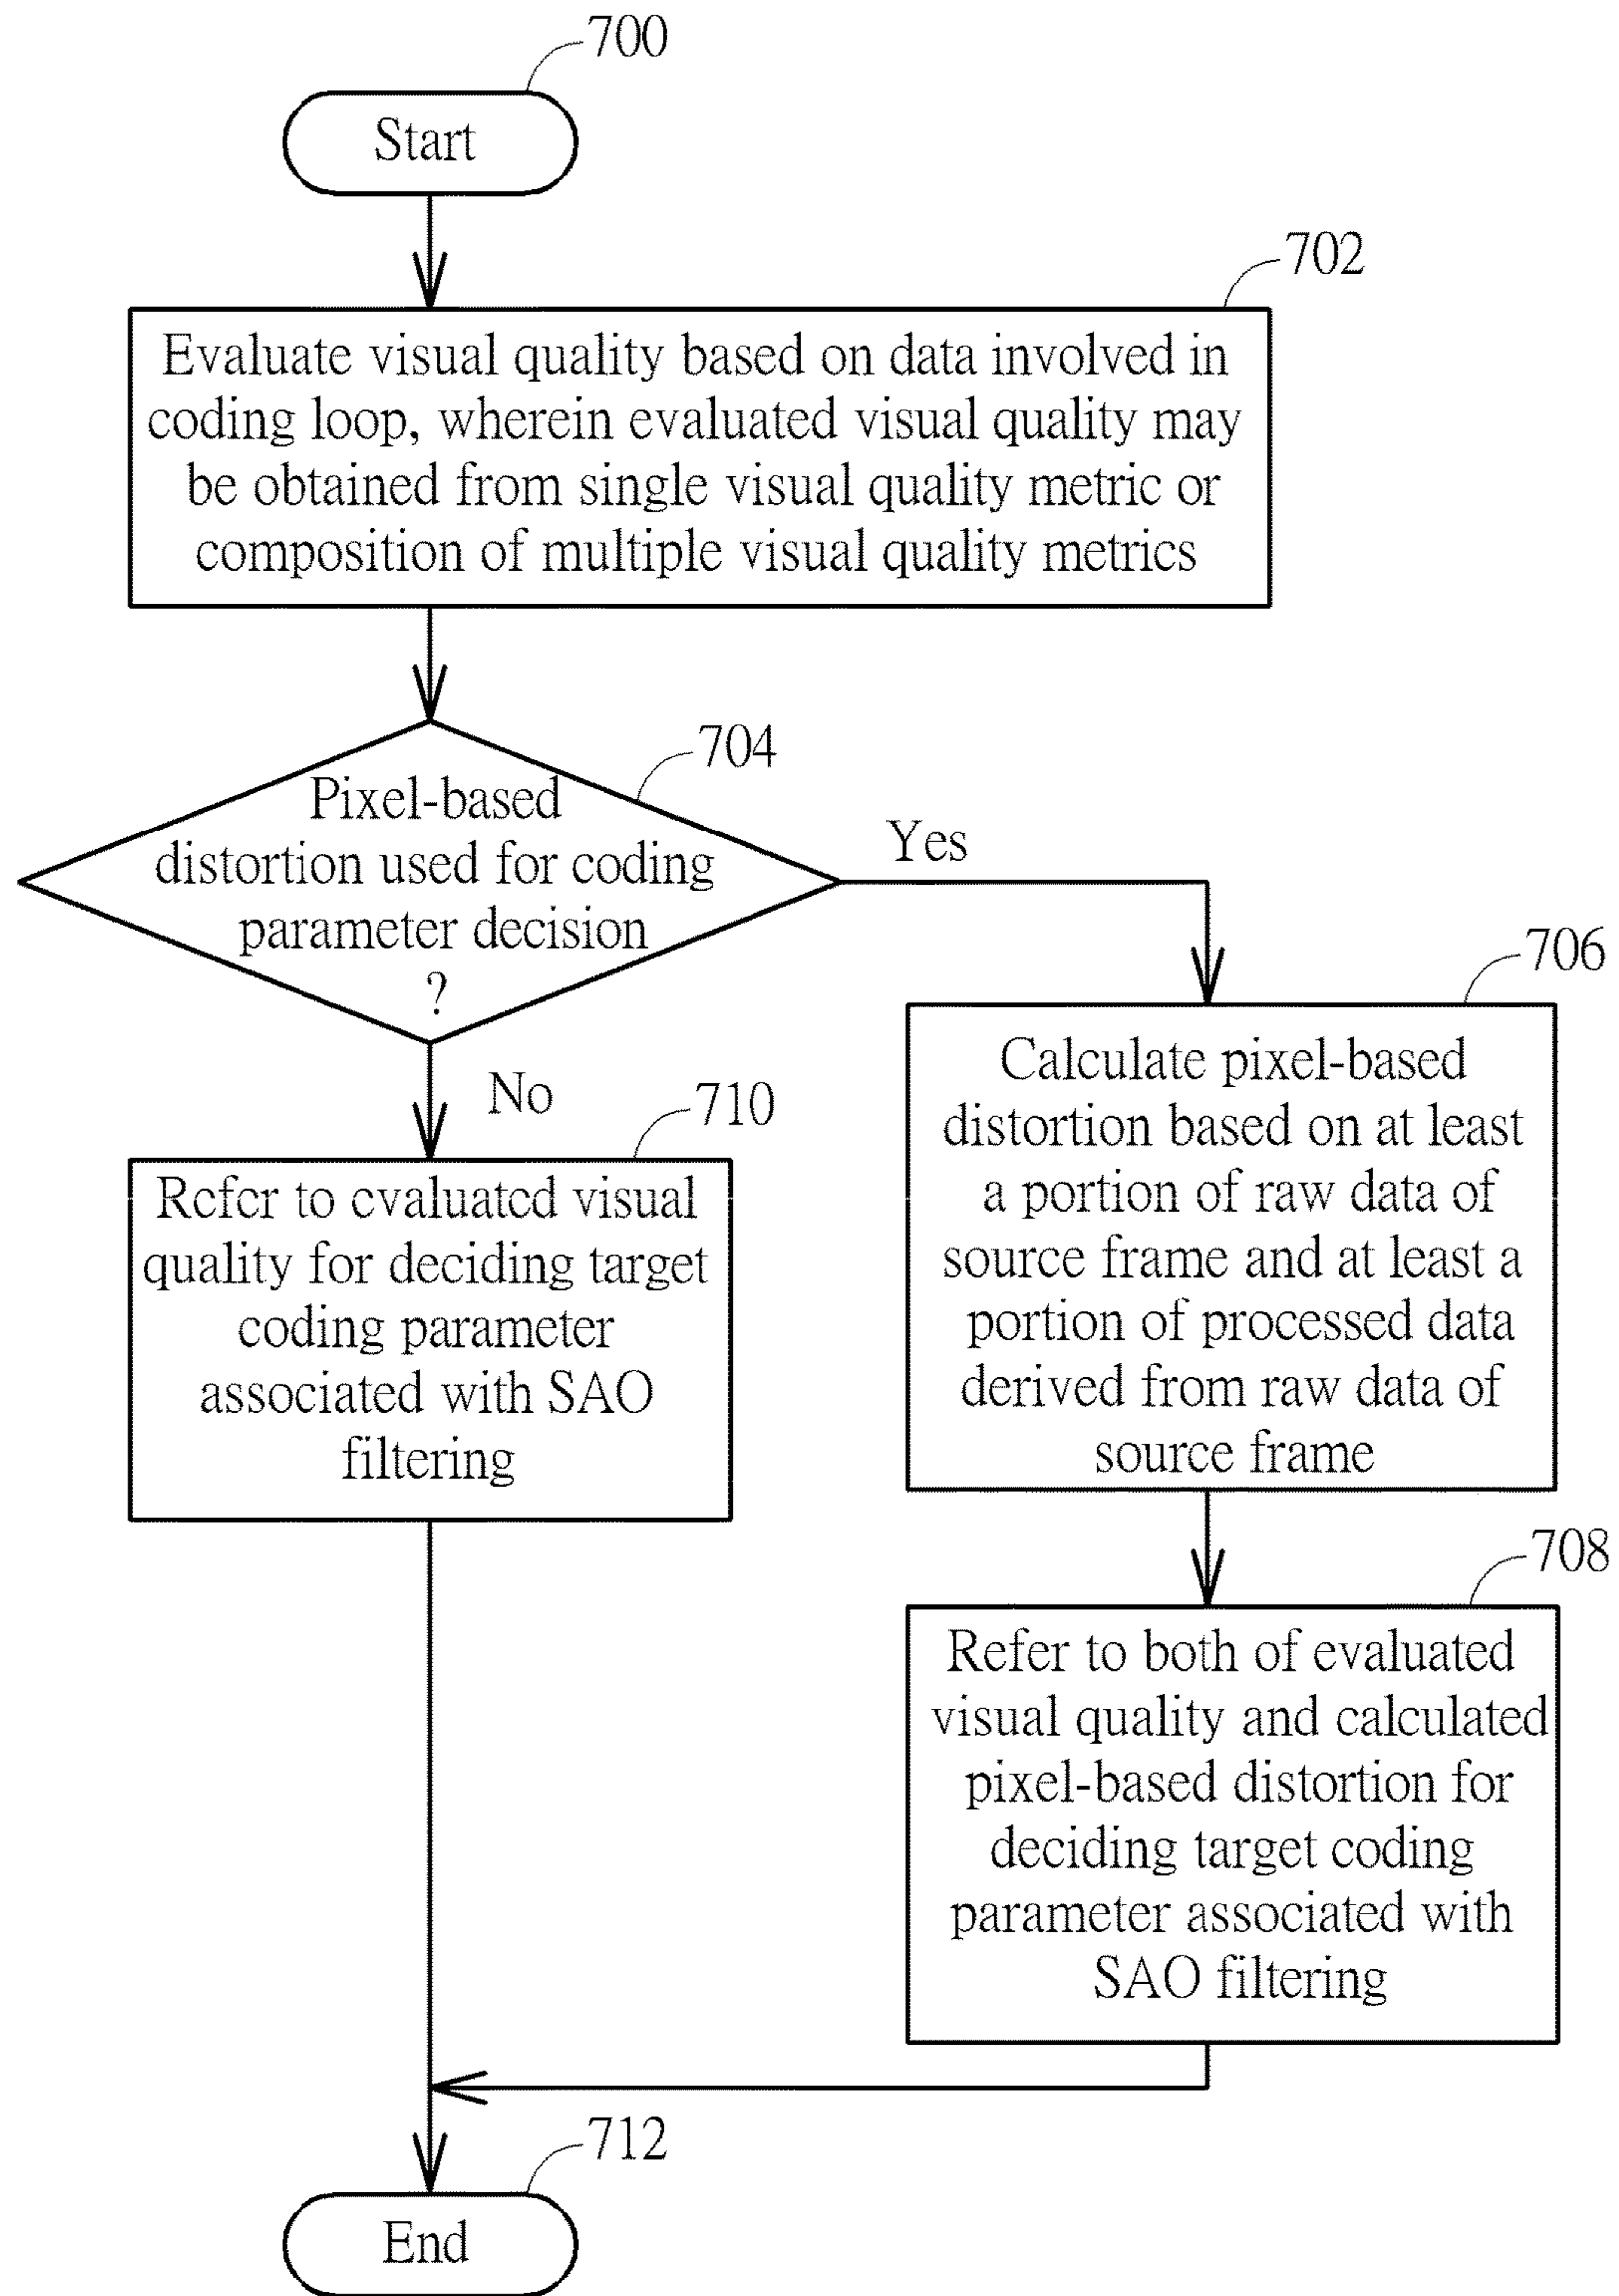 700
Start
702
Evaluate visual quality based on data involved in
coding loop, wherein evaluated visual quality may
be obtained from single visual quality metric or
composition of multiple visual quality metrics
704
Pixel-based
distortion used for coding
parameter decision
?
Yes
No
706
Calculate pixel-based
distortion based on at least
a portion of raw data of
source frame and at least a
portion of processed data
derived from raw data of
source frame
710
Refer to evaluated visual
quality for deciding target
coding parameter
associated with SAO
filtering
708
Refer to both of evaluated
visual quality and calculated
pixel-based distortion for
deciding target coding
parameter associated with
SAO filtering
712
End